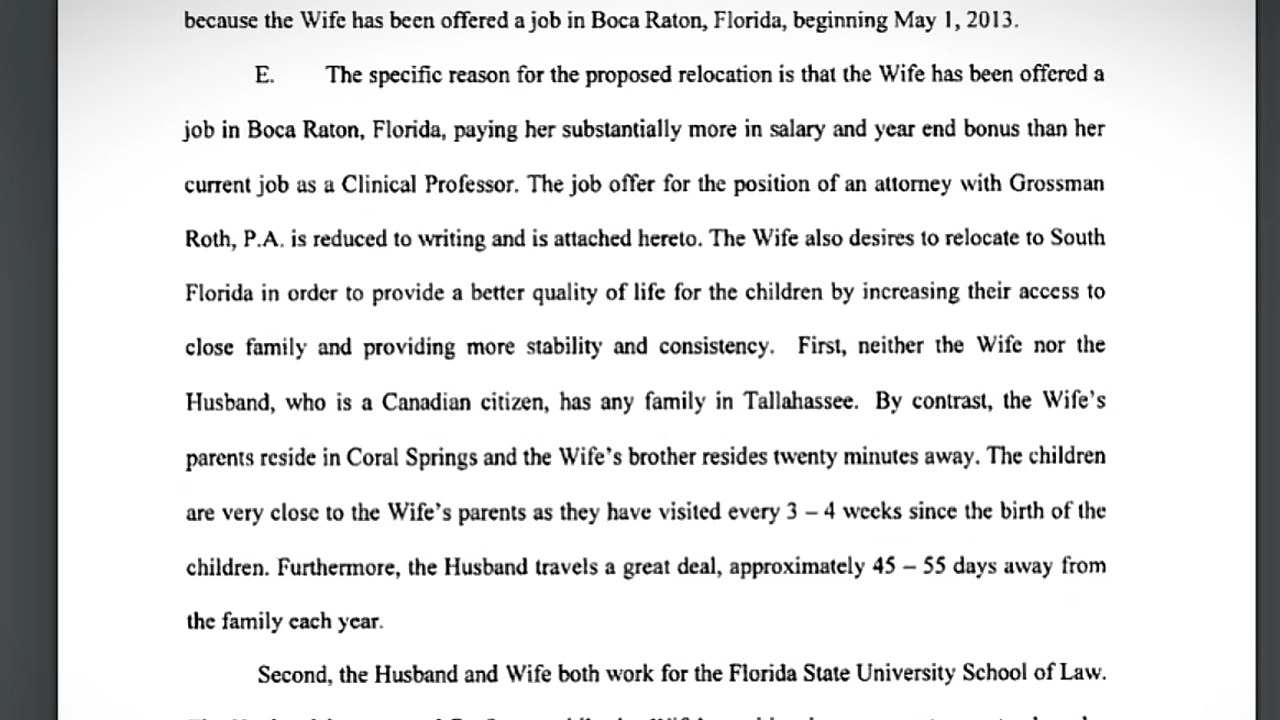 because the Wife has been offered a job in Boca Raton, Florida, beginning May 1, 2013.
E. The specific reason for the proposed relocation is that the Wife has been offered a
job in Boca Raton, Florida, paying her substantially more in salary and year end bonus than her
current job as a Clinical Professor. The job offer for the position of an attorney with Grossman
Roth, P.A. is reduced to writing and is attached hereto. The Wife also desires to relocate to South
Florida in order to provide a better quality of life for the children by increasing their access to
close family and providing more stability and consistency. First, neither the Wife nor the
Husband, who is a Canadian citizen, has any family in Tallahassee. By contrast, the Wife's
parents reside in Coral Springs and the Wife's brother resides twenty minutes away. The children
are very close to the Wife's parents as they have visited every 3 – 4 weeks since the birth of the
children. Furthermore, the Husband travels a great deal, approximately 45 – 55 days away from
the family each year.
Second, the Husband and Wife both work for the Florida State University School of Law.